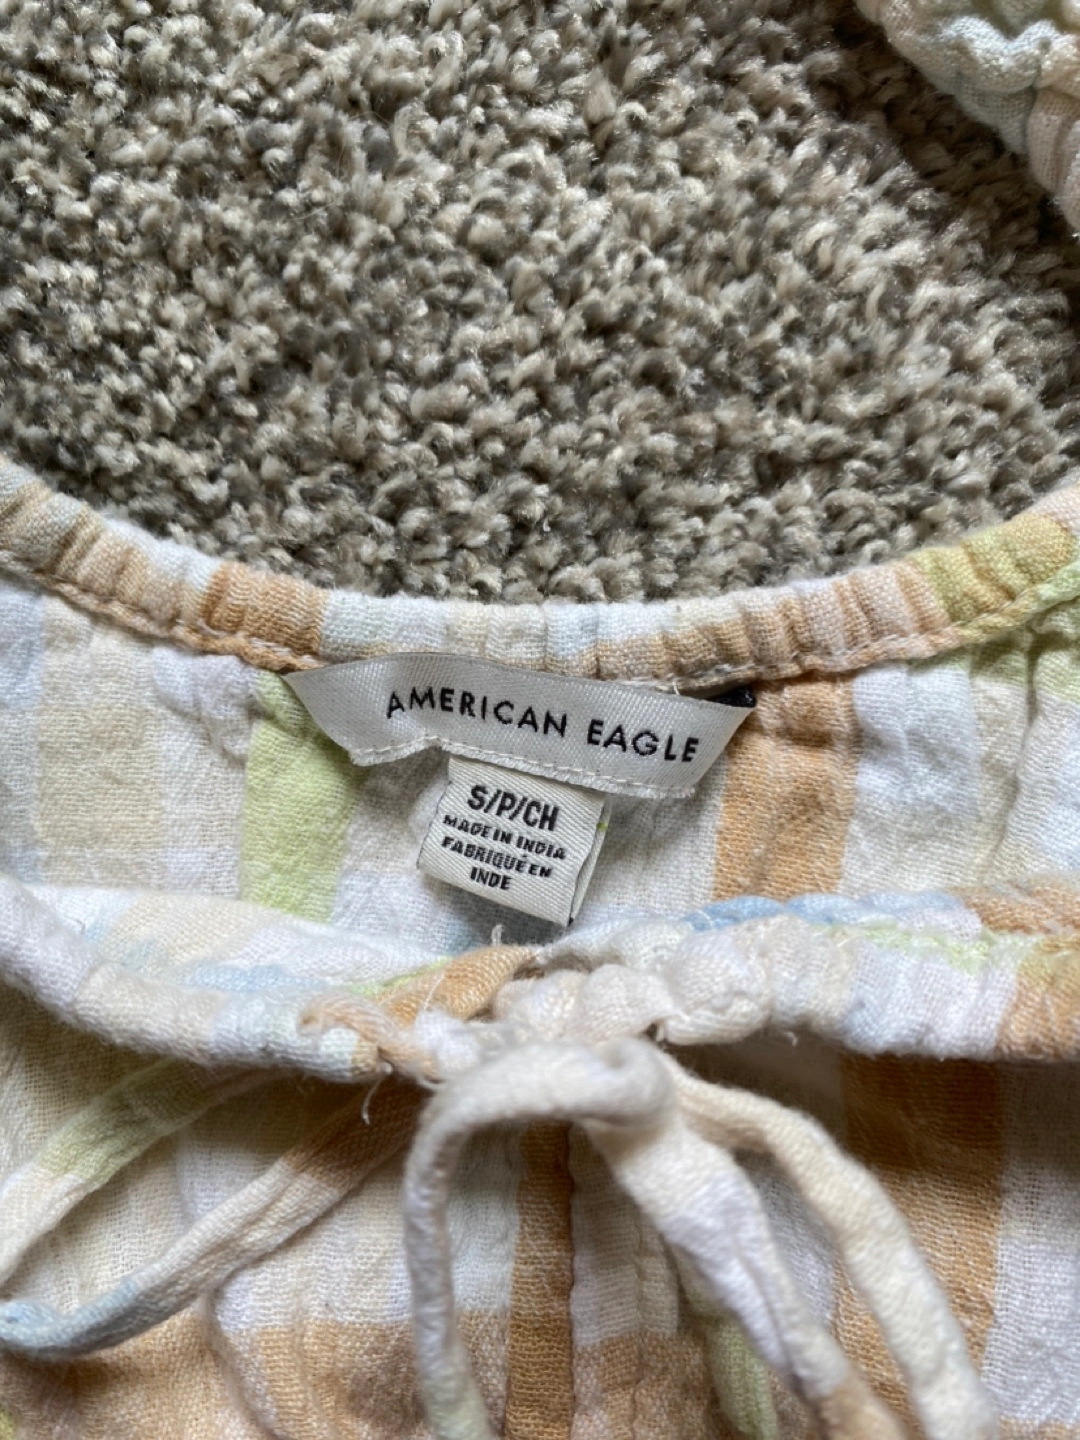 AMERICAN EAGLE
S/P/CH
MADE IN INDIA
FABRIQUÉ EN
INDE